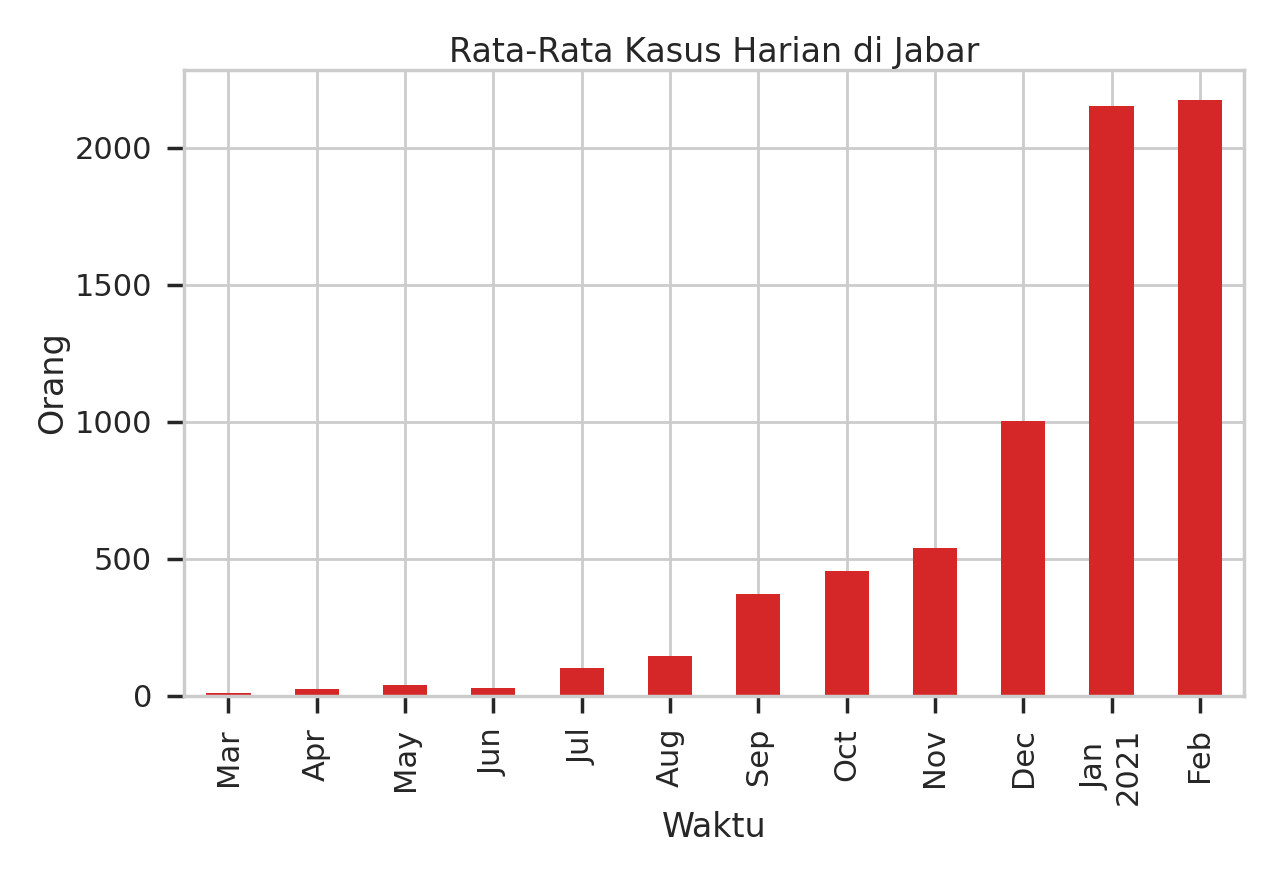 Rata-Rata Kasus Harian di Jabar
Orang
2000
1500
1000
500
0
Mar
Apr
May
Jun
Jul
Aug
Sep
Oct
Nov
Dec
Jan
2021
Feb
Waktu